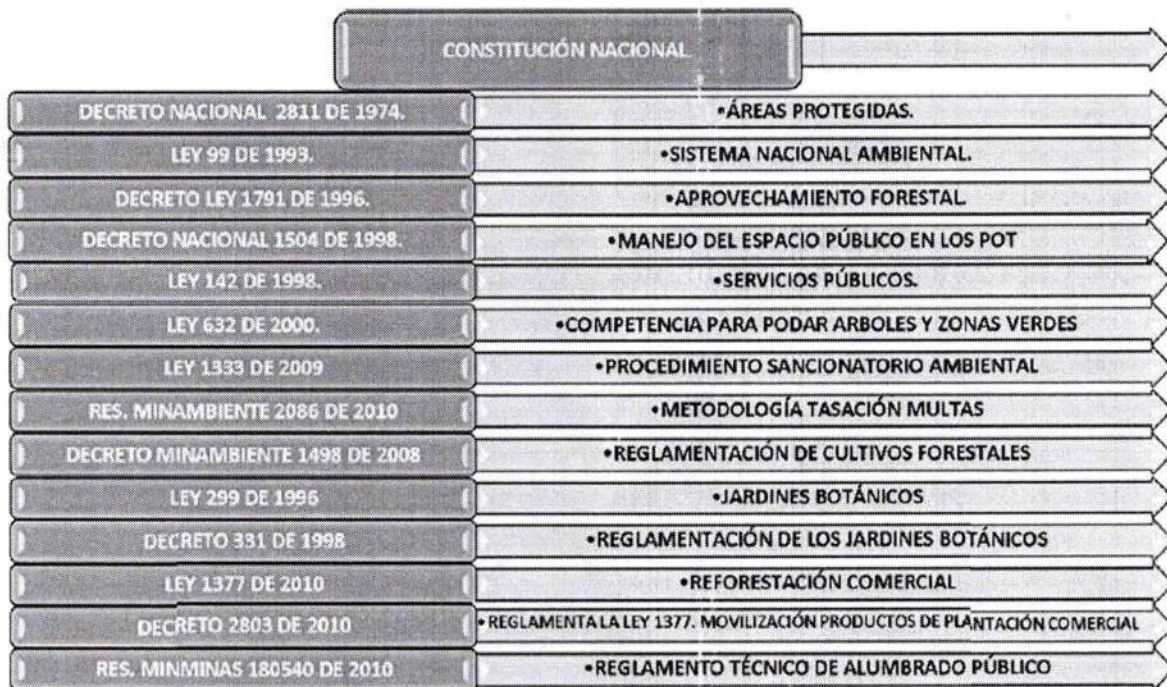 CONSTITUCIÓN NACIONAL
DECRETO NACIONAL 2811 DE 1974.
•ÁREAS PROTEGIDAS.
LEY 99 DE 1993.
•SISTEMA NACIONAL AMBIENTAL.
DECRETO LEY 1791 DE 1996.
•APROVECHAMIENTO FORESTAL.
DECRETO NACIONAL 1504 DE 1998.
•MANEJO DEL ESPACIO PÚBLICO EN LOS POT
LEY 142 DE 1998.
•SERVICIOS PÚBLICOS.
LEY 632 DE 2000.
•COMPETENCIA PARA PODAR ARBOLES Y ZONAS VERDES
LEY 1333 DE 2009
•PROCEDIMIENTO SANCIONATORIO AMBIENTAL
RES. MINAMBIENTE 2086 DE 2010
•METODOLOGÍA TASACIÓN MULTAS
DECRETO MINAMBIENTE 1498 DE 2008
•REGLAMENTACIÓN DE CULTIVOS FORESTALES
LEY 299 DE 1996
•JARDINES BOTÁNICOS
DECRETO 331 DE 1998
•REGLAMENTACIÓN DE LOS JARDINES BOTÁNICOS
LEY 1377 DE 2010
•REFORESTACIÓN COMERCIAL
DECRETO 2803 DE 2010
• REGLAMENTA LA LEY 1377. MOVILIZACIÓN PRODUCTOS DE PLANTACIÓN COMERCIAL
RES. MINMINAS 180540 DE 2010
•REGLAMENTO TÉCNICO DE ALUMBRADO PÚBLICO